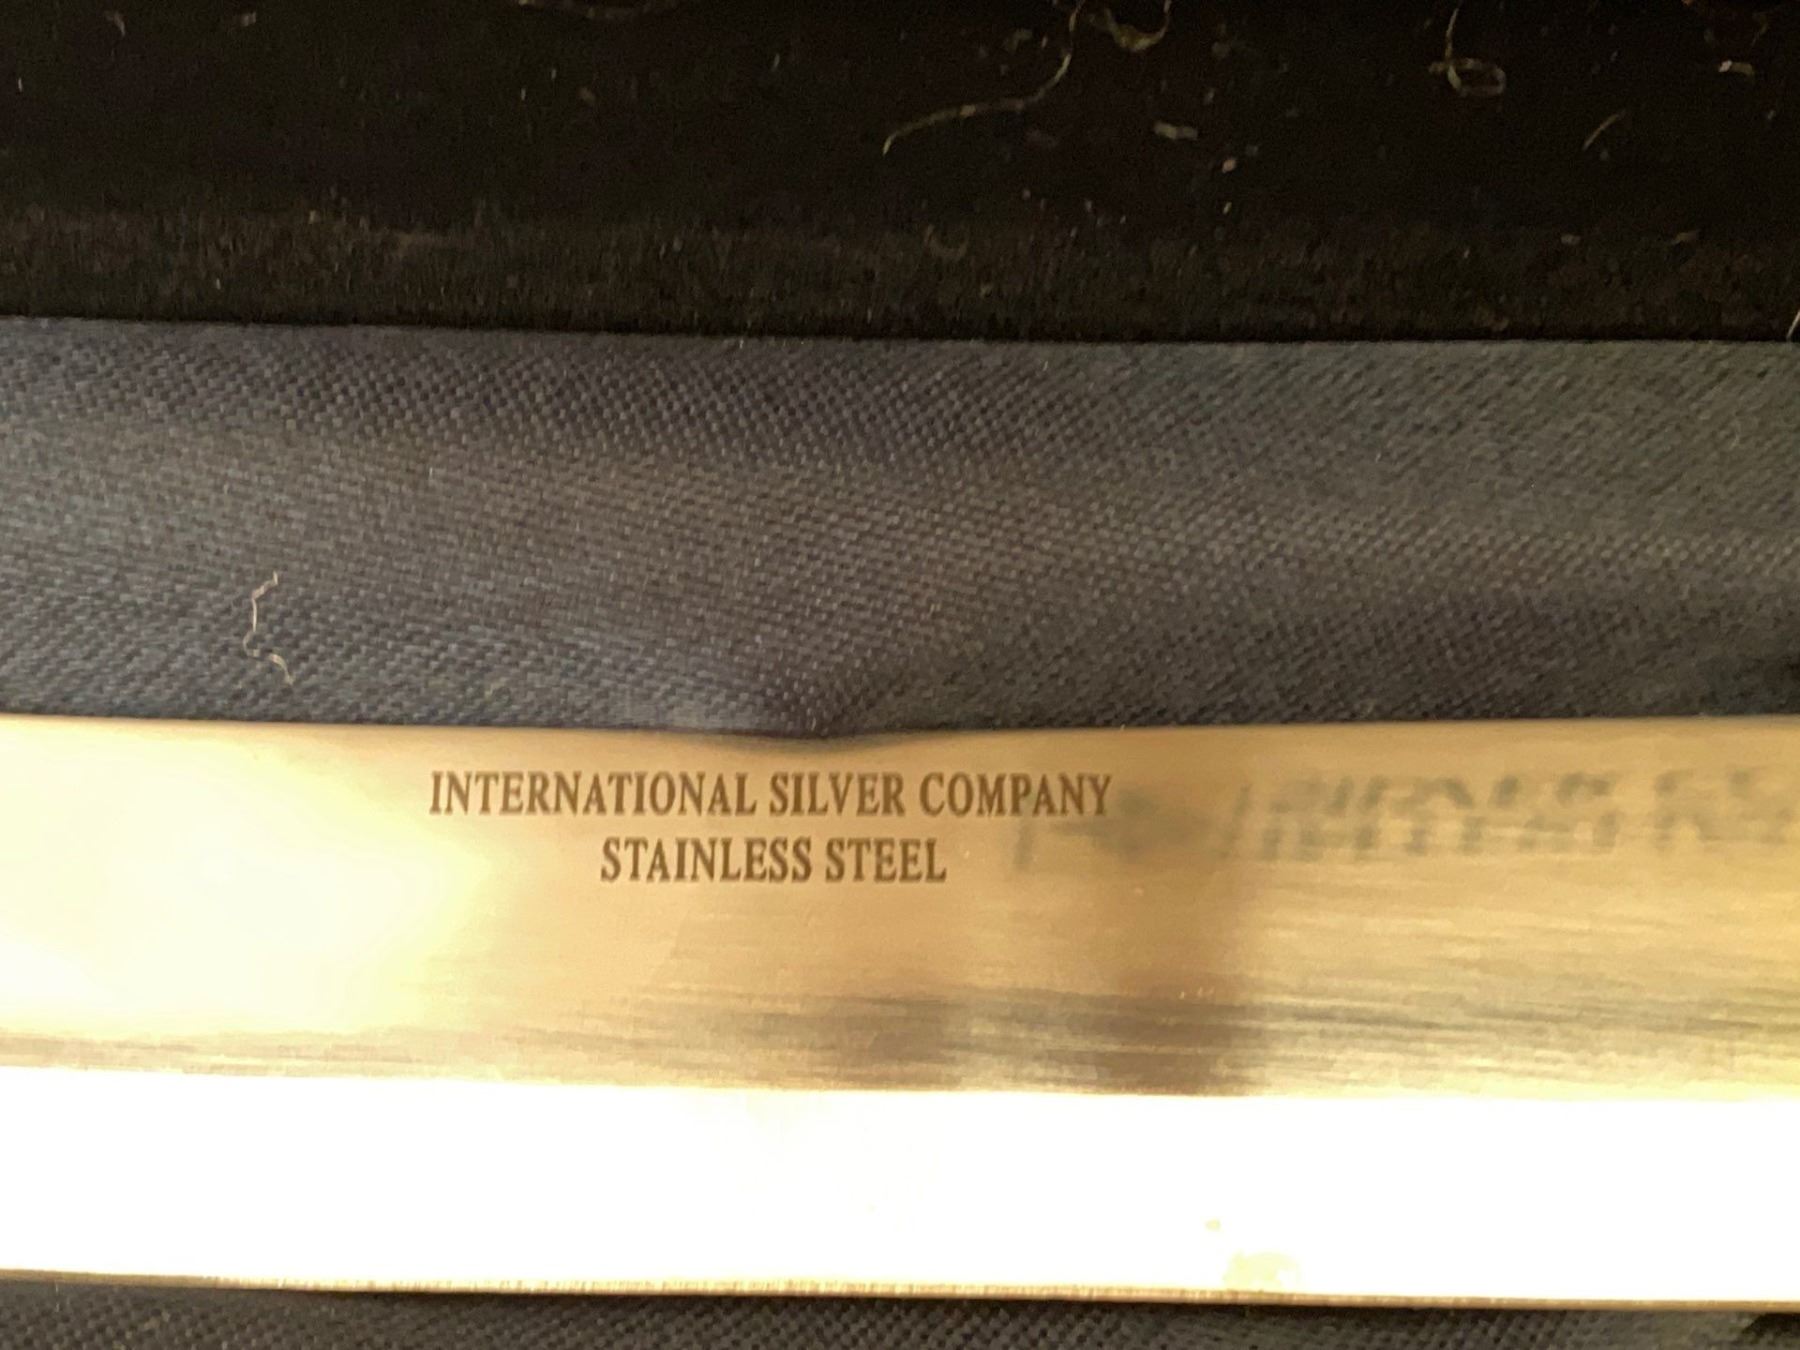 INTERNATIONAL SILVER COMPANY
STAINLESS STEEL